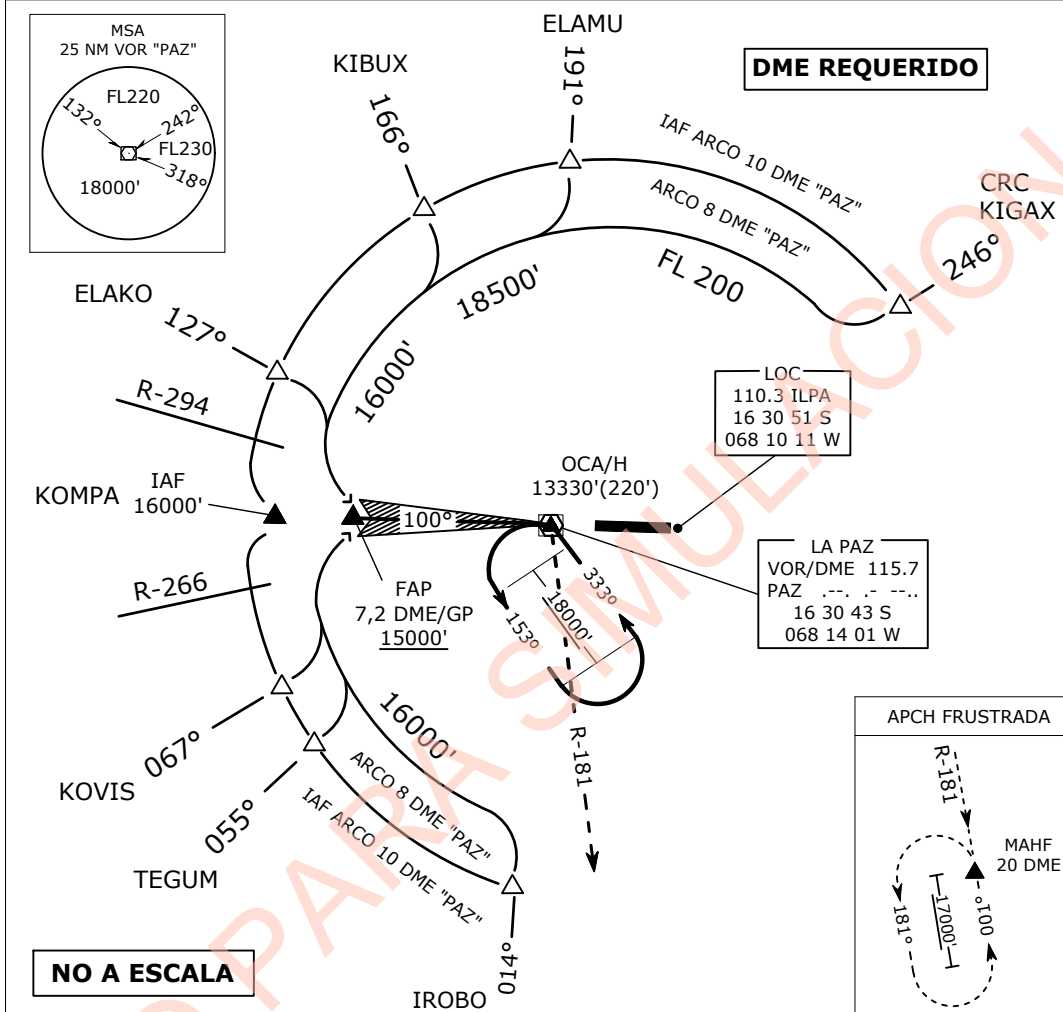 MSA
25 NM VOR "PAZ"
FL220
132°
242°
FL230
318°
18000'
ELAMU
191°
KIBUX
166°
DME REQUERIDO
IAF ARCO 10 DME "PAZ"
ARCO 8 DME "PAZ"
CRC
KIGAX
246°
FL 200
18500'
16000'
ELAKO
127°
R-294
LOC
110.3 ILPA
16 30 51 S
068 10 11 W
KOMPA
IAF
16000'
OCA/H
13330'(220')
100°
R-266
FAP
7,2 DME/GP
15000'
LA PAZ
VOR/DME 115.7
PAZ .--. .- --..
16 30 43 S
068 14 01 W
333º
18000'
153º
R-181
KOVIS
067°
TEGUM
055°
16000'
ARCO 8 DME "PAZ"
IAF ARCO 10 DME "PAZ"
IROBO
014°
NO A ESCALA
APCH FRUSTRADA
R-181
MAHF
20 DME
181°
17000'
001°
O PARA SIMULACION